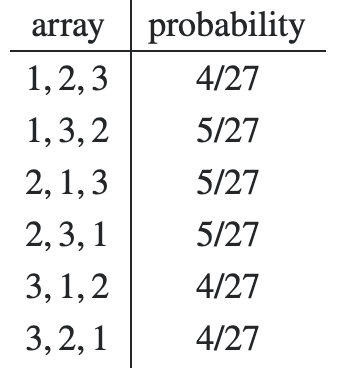 array probability
1, 2, 3 4/27
1, 3, 2 5/27
2, 1, 3 5/27
2, 3, 1 5/27
3, 1, 2 4/27
3, 2, 1 4/27